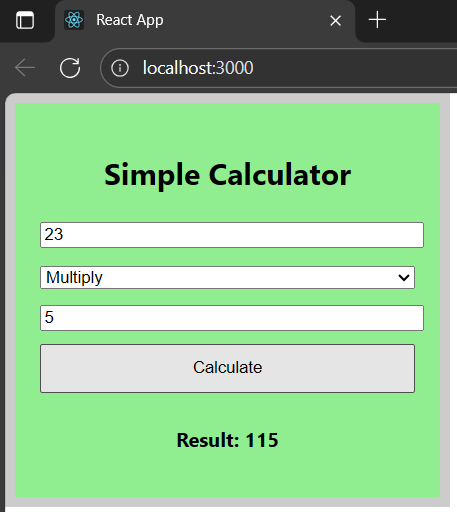 React App
localhost:3000
Simple Calculator
23
Multiply
5
Calculate
Result: 115